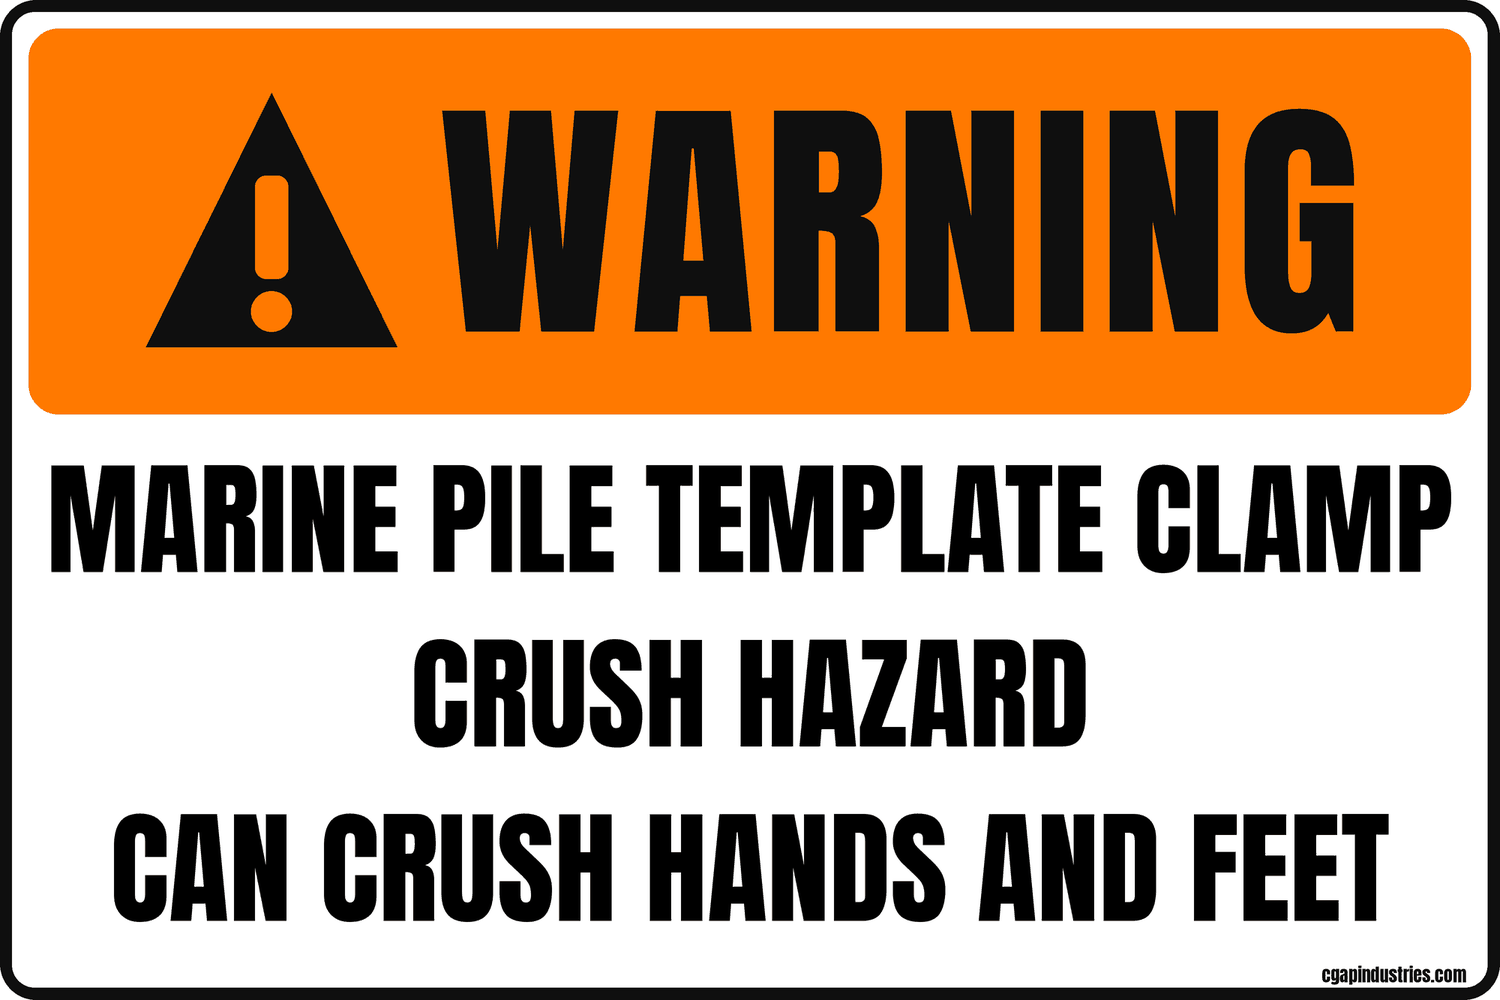 WARNING
MARINE PILE TEMPLATE CLAMP
CRUSH HAZARD
CAN CRUSH HANDS AND FEET
cgapindustries.com